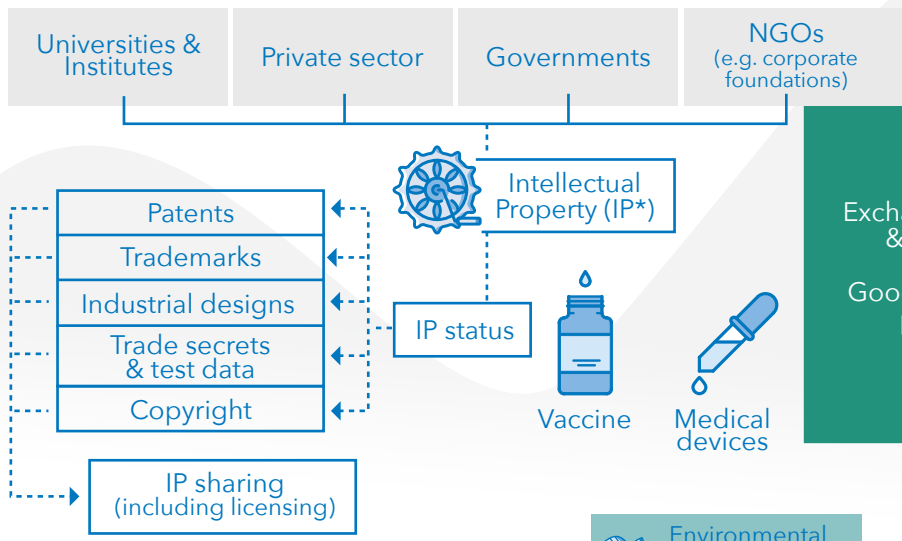 Universities &
Institutes
Private sector
Governments
NGOs
(e.g. corporate
foundations)
Intellectual
Property (IP*)
Patents
Trademarks
Industrial designs
Trade secrets
& test data
Copyright
IP status
IP sharing
(including licensing)
Vaccine
Medical
devices
&
Environmental